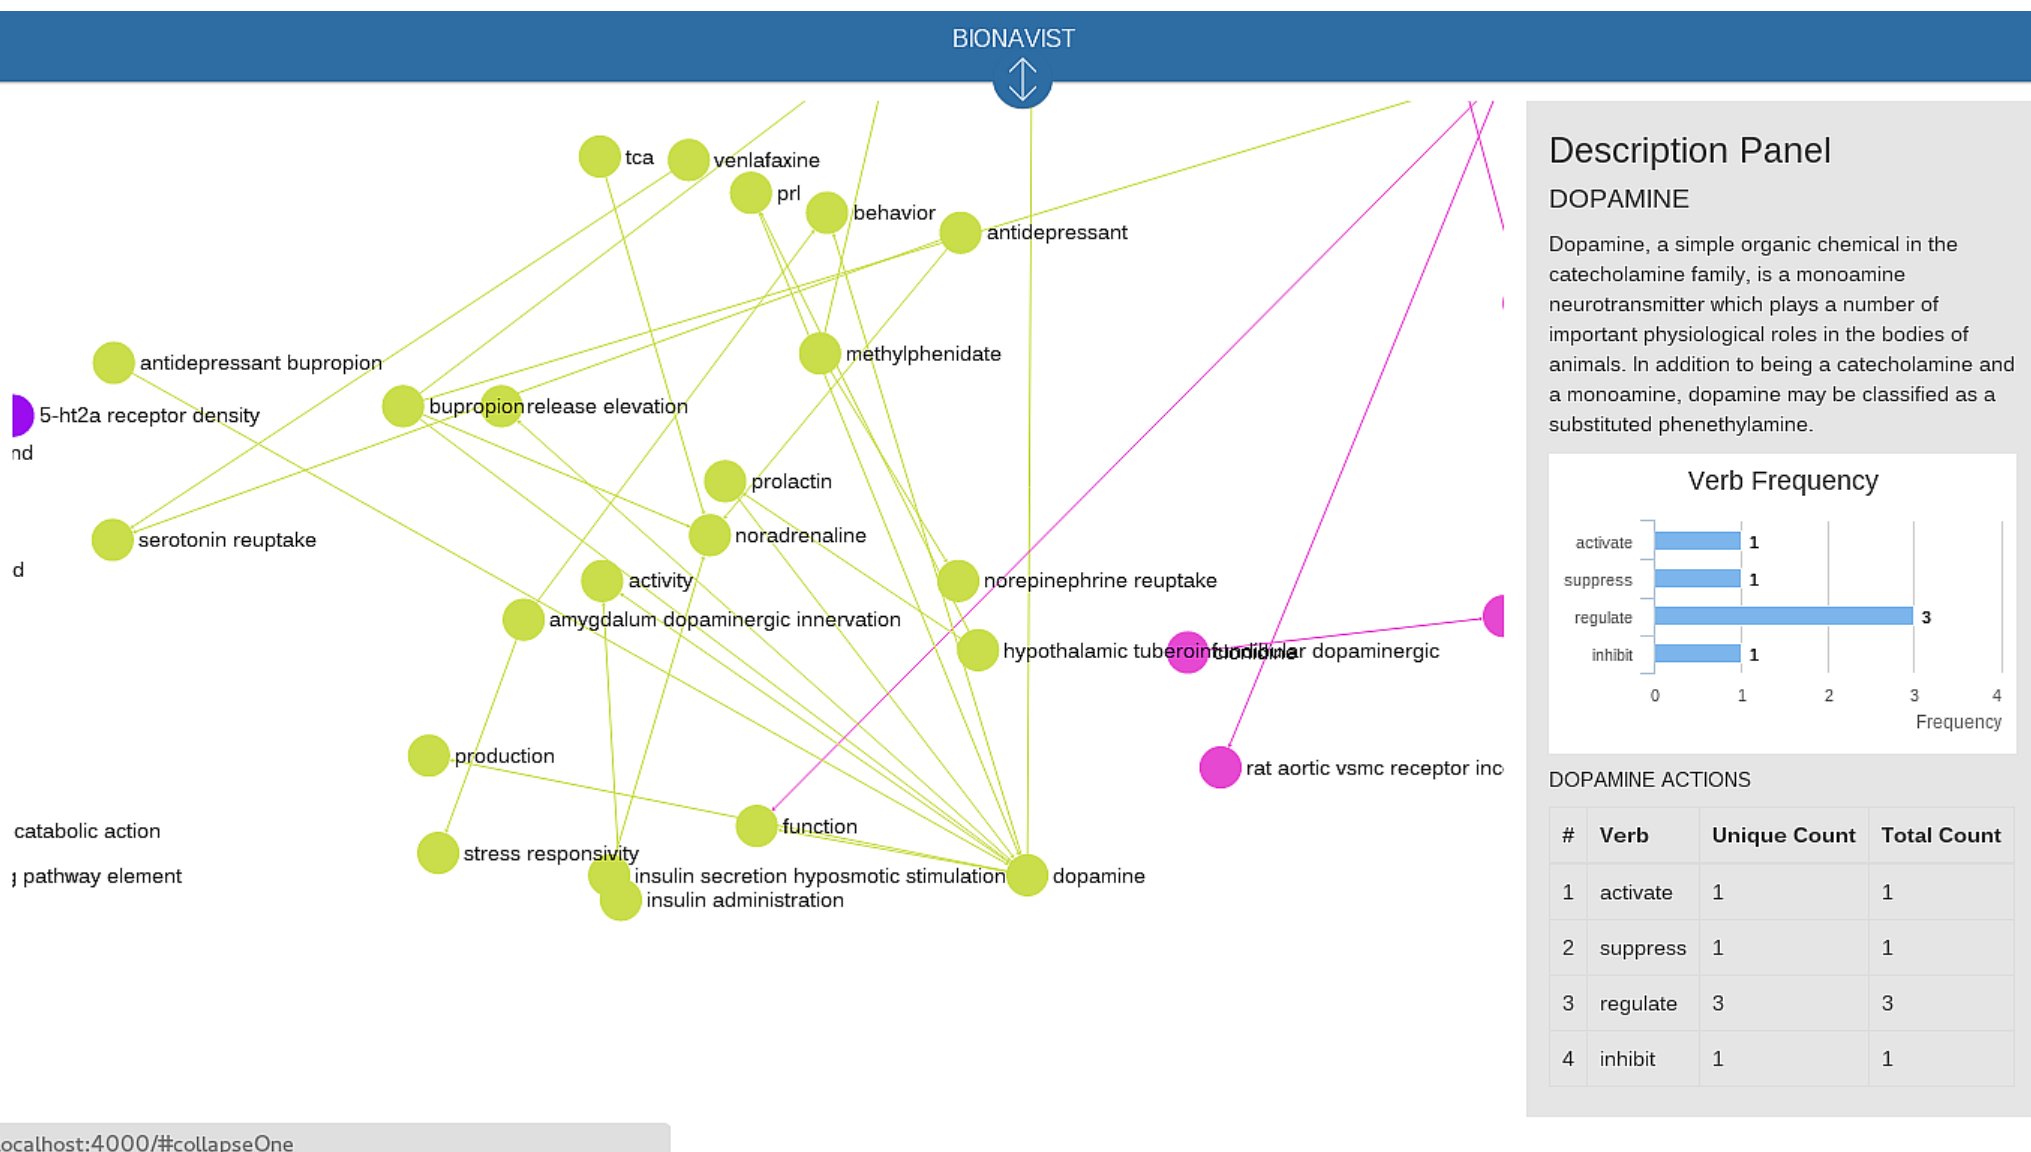 BIONAVIST
tca
venlafaxine
prl
behavior
antidepressant
methylphenidate
antidepressant bupropion
bupropion
release elevation
5-ht2a receptor density
nd
prolactin
noradrenaline
serotonin reuptake
d
activity
norepinephrine reuptake
amygdalum dopaminergic innervation
hypothalamic tuberoinfundibular dopaminergic
clonidine
production
rat aortic vsmc receptor inc
function
catabolic action
stress responsivity
pathway element
insulin secretion hyposmotic stimulation
dopamine
insulin administration
Description Panel
DOPAMINE
Dopamine, a simple organic chemical in the
catecholamine family, is a monoamine
neurotransmitter which plays a number of
important physiological roles in the bodies of
animals. In addition to being a catecholamine and
a monoamine, dopamine may be classified as a
substituted phenethylamine.
Verb Frequency
activate 1
suppress 1
regulate 3
inhibit 1
0 1 2 3 4
Frequency
DOPAMINE ACTIONS
# Verb Unique Count Total Count
1 activate 1 1
2 suppress 1 1
3 regulate 3 3
4 inhibit 1 1
ocalhost:4000/#collapseOne